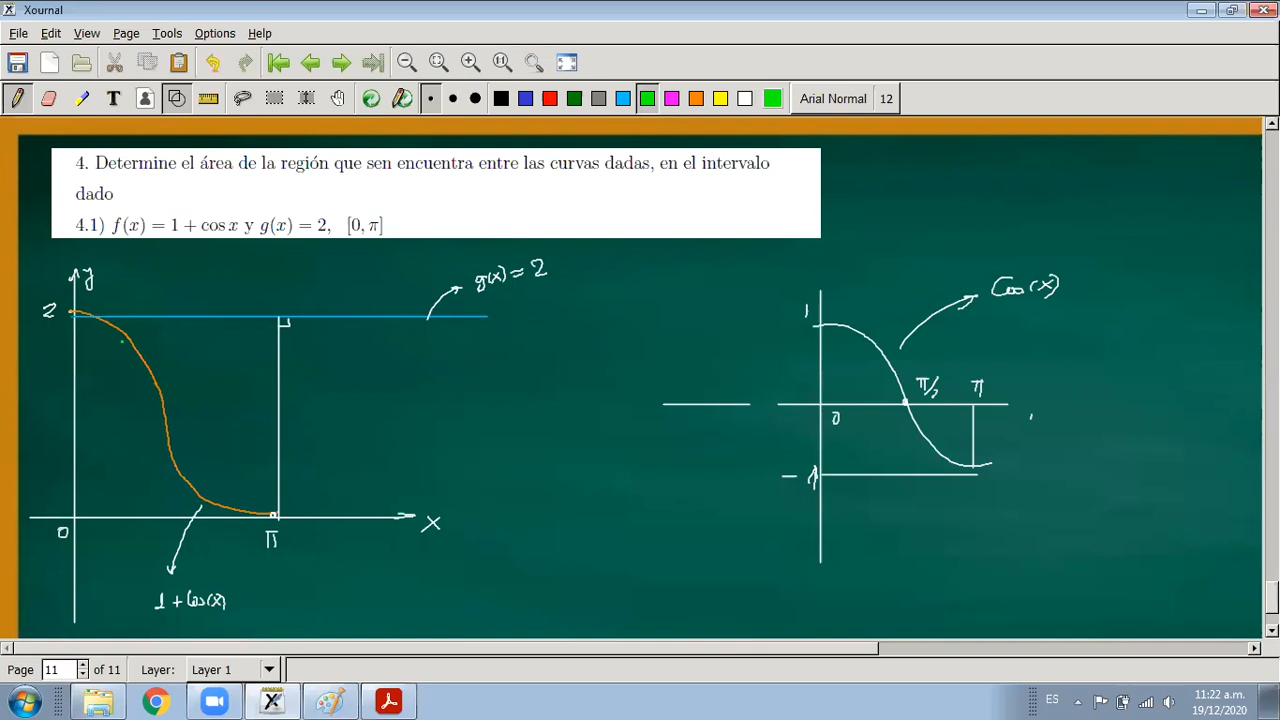 Xournal
File Edit View Page Tools Options Help
Arial Normal 12
4. Determine el área de la región que sen encuentra entre las curvas dadas, en el intervalo
dado
4.1) f(x) = 1 + cos x y g(x) = 2, [0, π]
y
g(x) = 2
2
0
π
x
1 + Cos(x)
Cos(x)
1
π/2
π
0
- 1
Page 11 of 11 Layer: Layer 1
ES
11:22 a.m.
19/12/2020